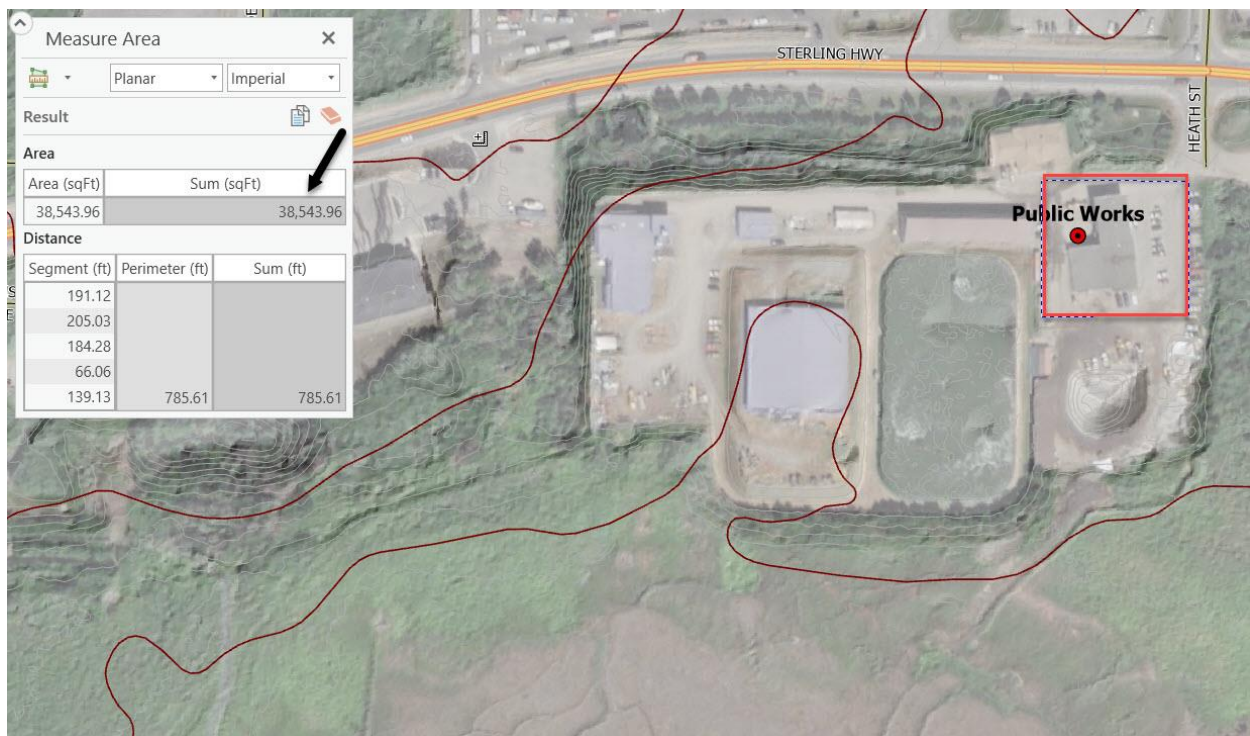 Measure Area
Planar
Imperial
Result
Area
Area (sqFt) Sum (sqFt)
38,543.96 38,543.96
Distance
Segment (ft) Perimeter (ft) Sum (ft)
191.12
205.03
184.28
66.06
139.13 785.61 785.61
STERLING HWY
HEATH ST
Public Works